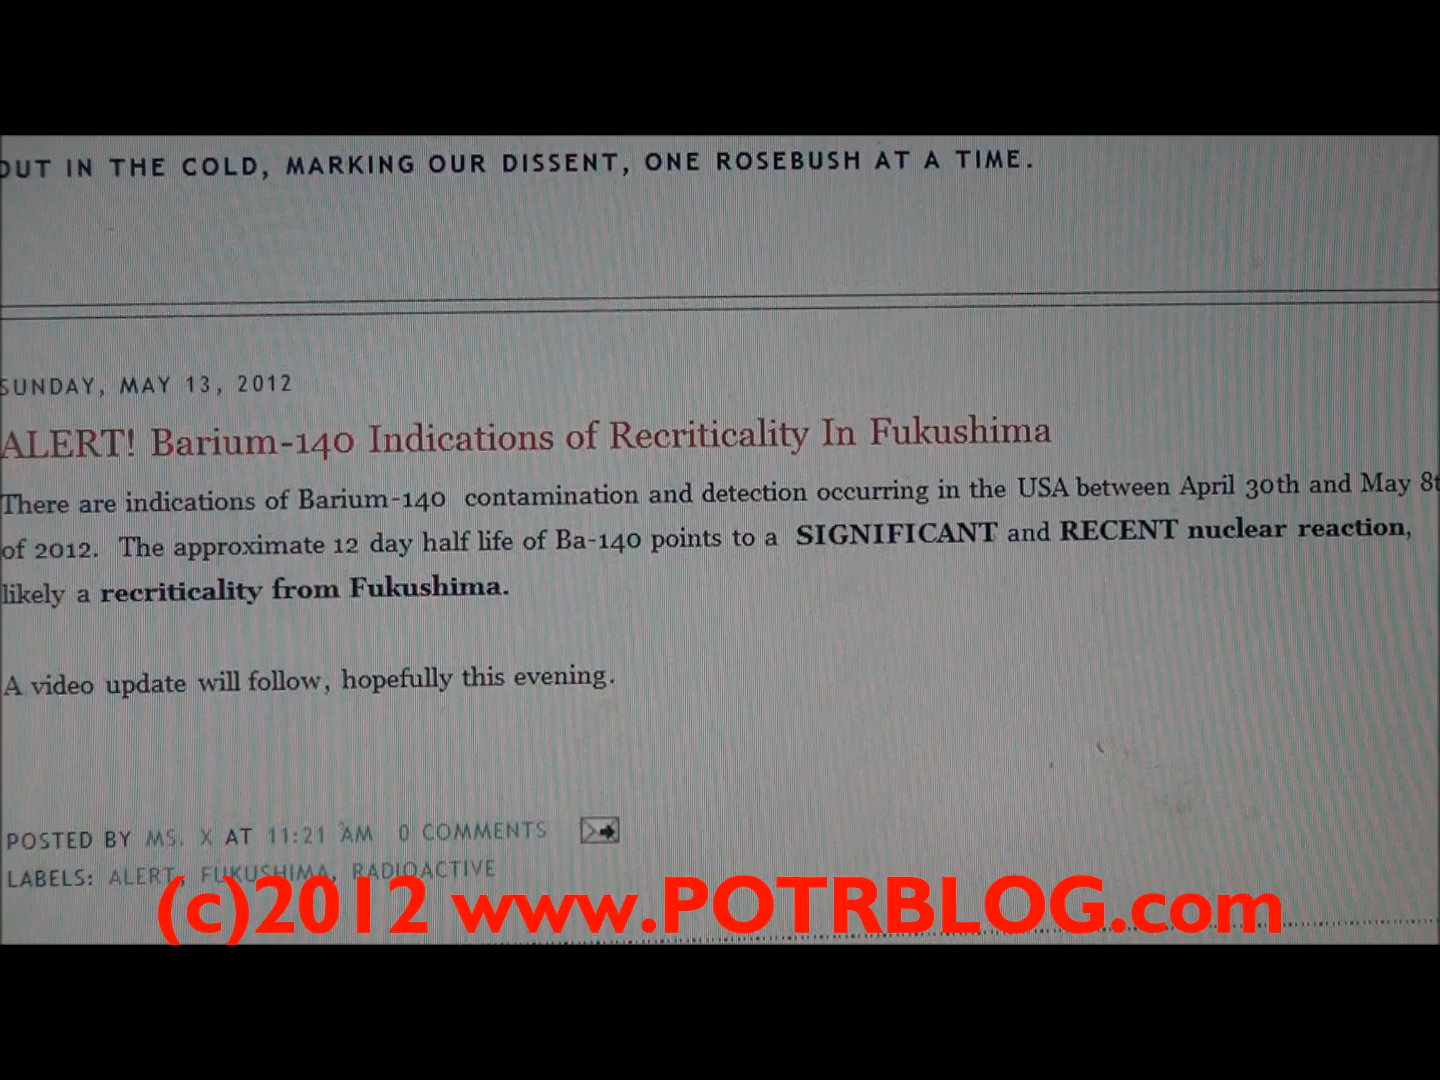 OUT IN THE COLD, MARKING OUR DISSENT, ONE ROSEBUSH AT A TIME.
SUNDAY, MAY 13, 2012
ALERT! Barium-140 Indications of Recriticality In Fukushima
There are indications of Barium-140 contamination and detection occurring in the USA between April 30th and May 8t
of 2012. The approximate 12 day half life of Ba-140 points to a SIGNIFICANT and RECENT nuclear reaction,
likely a recriticality from Fukushima.
A video update will follow, hopefully this evening.
POSTED BY MS. X AT 11:21 AM 0 COMMENTS
LABELS: ALERT, FUKUSHIMA, RADIOACTIVE
(c)2012 www.POTRBLOG.com